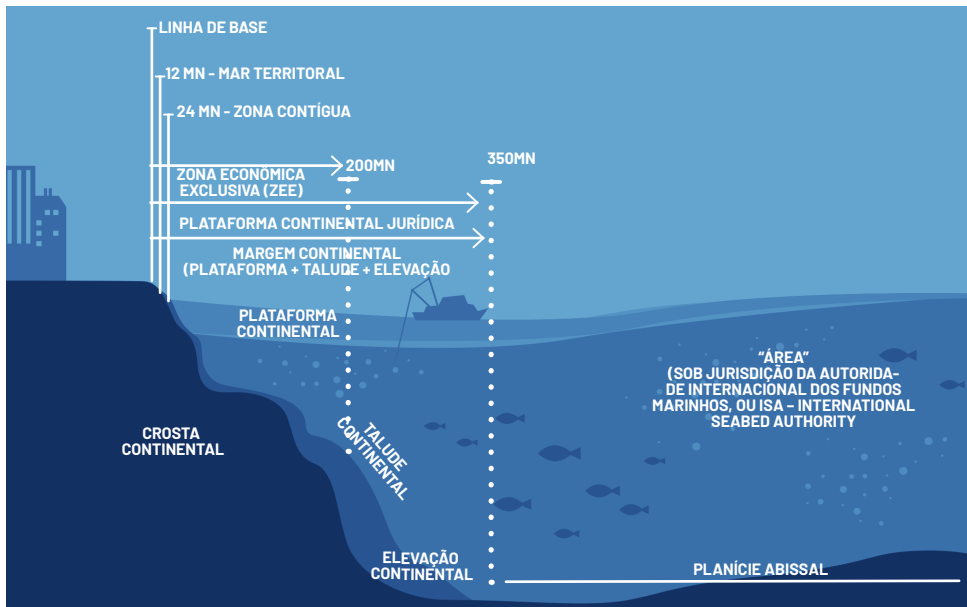 LINHA DE BASE
12 MN - MAR TERRITORAL
24 MN - ZONA CONTÍGUA
200MN
350MN
ZONA ECONÔMICA
EXCLUSIVA (ZEE)
PLATAFORMA CONTINENTAL JURÍDICA
MARGEM CONTINENTAL
(PLATAFORMA + TALUDE + ELEVAÇÃO
PLATAFORMA
CONTINENTAL
“ÁREA”
(SOB JURISDIÇÃO DA AUTORIDA-
DE INTERNACIONAL DOS FUNDOS
MARINHOS, OU ISA – INTERNATIONAL
SEABED AUTHORITY
CROSTA
CONTINENTAL
TALUDE
CONTINENTAL
ELEVAÇÃO
CONTINENTAL
PLANÍCIE ABISSAL